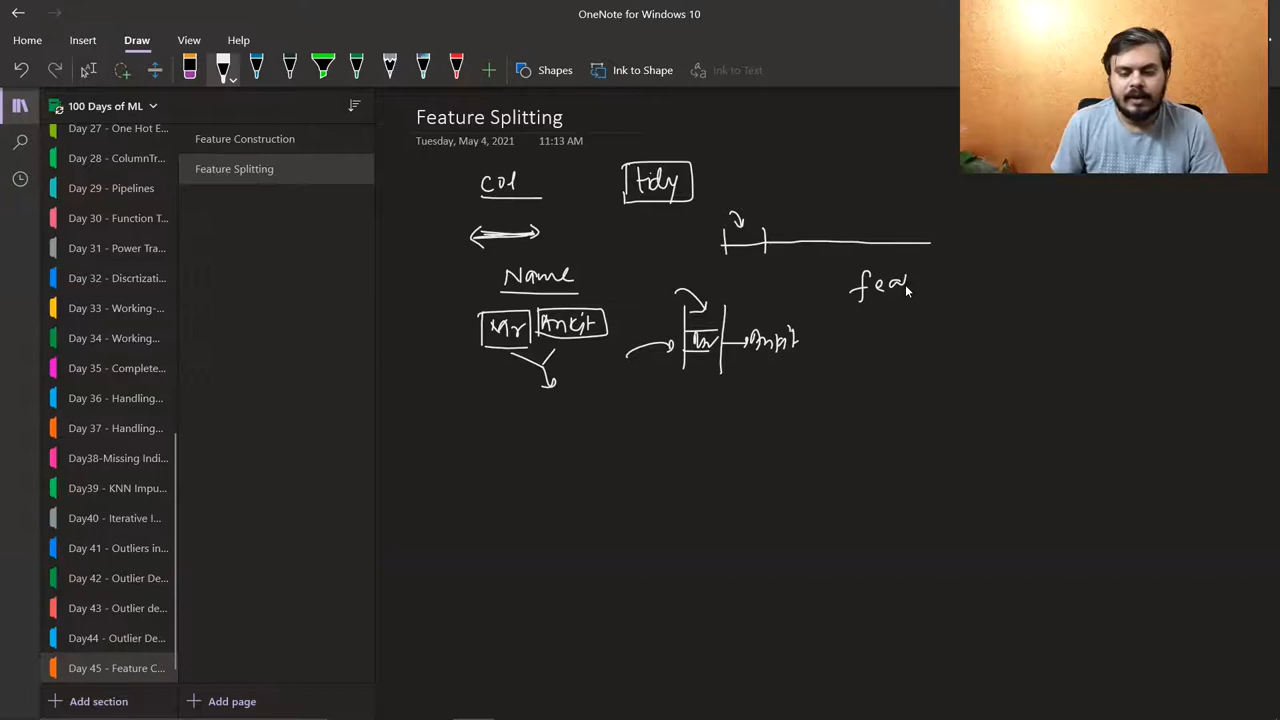 OneNote for Windows 10
Home Insert Draw View Help
Shapes Ink to Shape Ink to Text
100 Days of ML
Day 27 - One Hot E...
Day 28 - ColumnTr...
Day 29 - Pipelines
Day 30 - Function T...
Day 31 - Power Tra...
Day 32 - Discrtizati...
Day 33 - Working-...
Day 34 - Working...
Day 35 - Complete...
Day 36 - Handling...
Day 37 - Handling...
Day38-Missing Indi...
Day39 - KNN Impu...
Day40 - Iterative I...
Day 41 - Outliers in...
Day 42 - Outlier De...
Day 43 - Outlier de...
Day44 - Outlier De...
Day 45 - Feature C...
Add section
Feature Construction
Feature Splitting
Add page
Feature Splitting
Tuesday, May 4, 2021 11:13 AM
col tidy
Name
fea
Mr Ankit
Mr Ankit